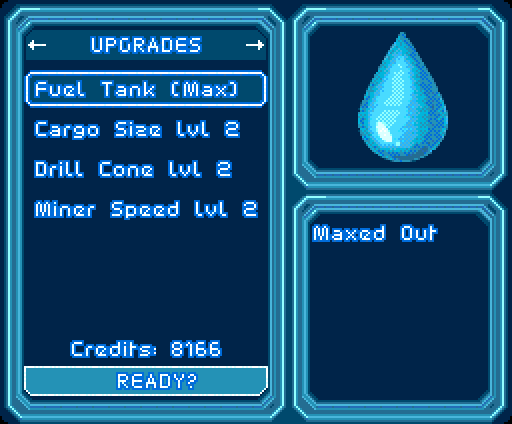 UPGRADES
Fuel Tank (Max)
Cargo Size lvl 2
Drill Cone lvl 2
Miner Speed lvl 2
Credits: 8166
READY?
Maxed Out